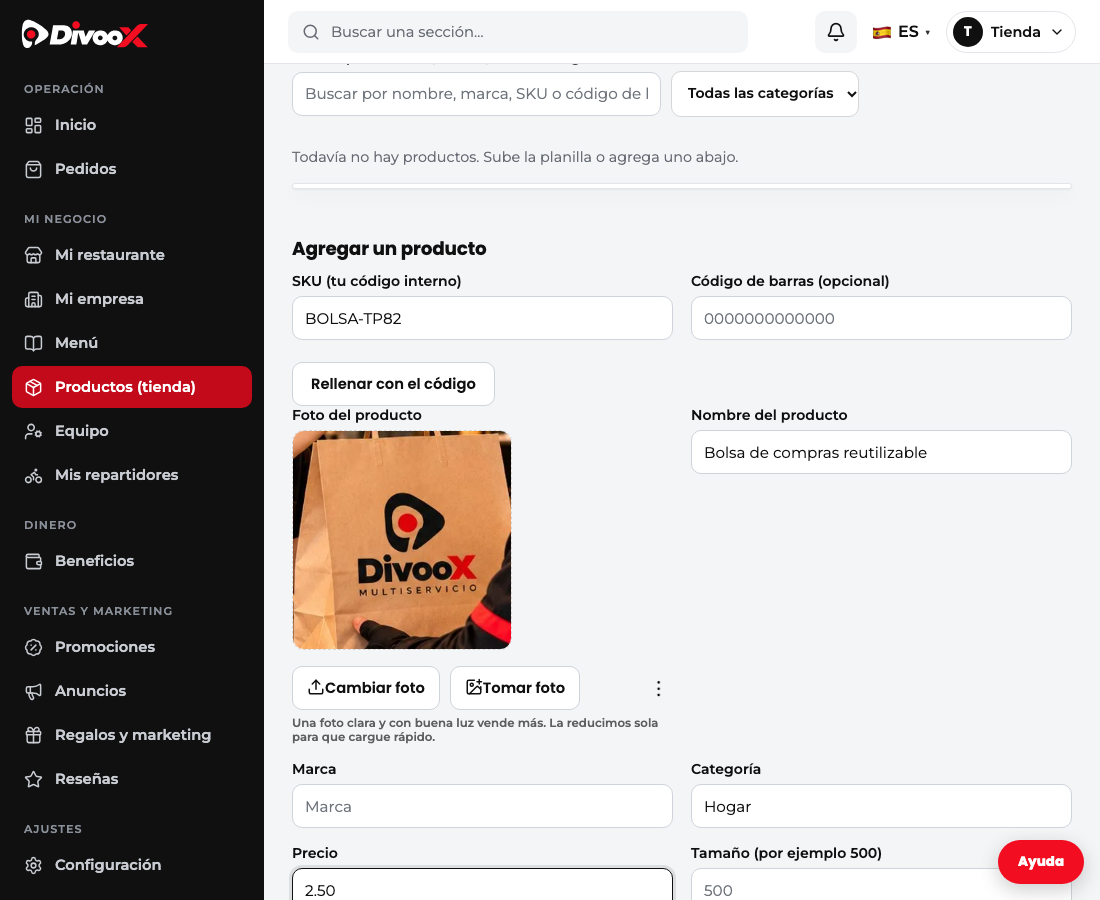 DivooX
Buscar una sección...
ES
T
Tienda
OPERACIÓN
Inicio
Pedidos
MI NEGOCIO
Mi restaurante
Mi empresa
Menú
Productos (tienda)
Equipo
Mis repartidores
DINERO
Beneficios
VENTAS Y MARKETING
Promociones
Anuncios
Regalos y marketing
Reseñas
AJUSTES
Configuración
Buscar por nombre, marca, SKU o código de
Todas las categorías
Todavía no hay productos. Sube la planilla o agrega uno abajo.
Agregar un producto
SKU (tu código interno)
Código de barras (opcional)
BOLSA-TP82
0000000000000
Rellenar con el código
Foto del producto
Nombre del producto
Bolsa de compras reutilizable
DivooX
MULTISERVICIO
Cambiar foto
Tomar foto
Una foto clara y con buena luz vende más. La reducimos sola
para que cargue rápido.
Marca
Categoría
Marca
Hogar
Precio
Tamaño (por ejemplo 500)
2.50
500
Ayuda